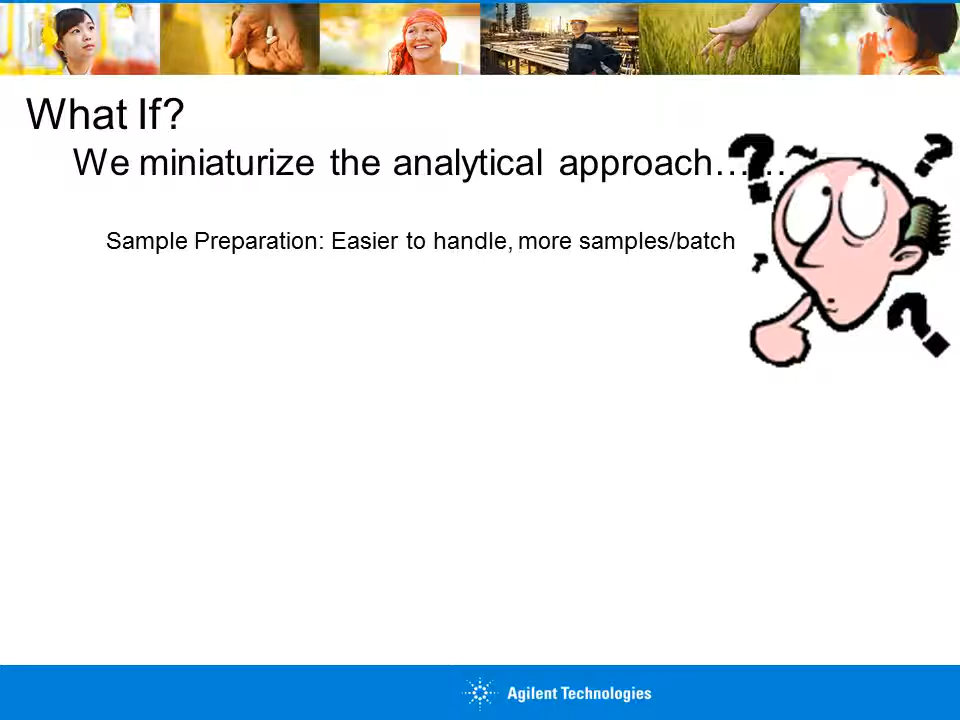 What If?
We miniaturize the analytical approach……
Sample Preparation: Easier to handle, more samples/batch
Agilent Technologies